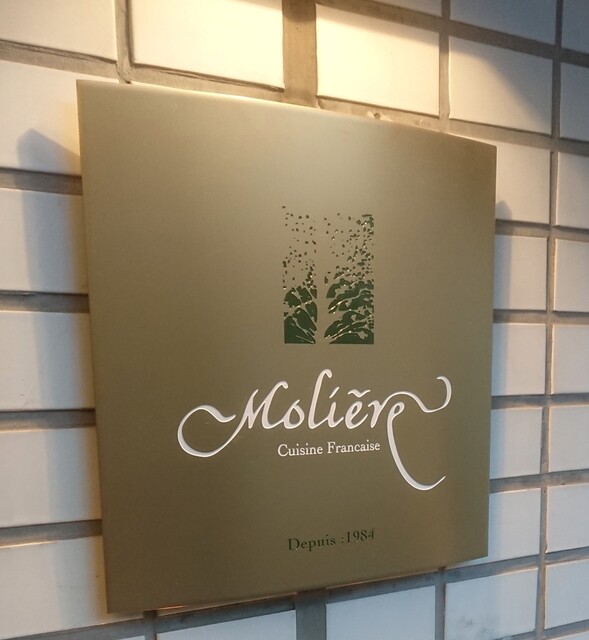 Molière
Cuisine Francaise
Depuis :1984